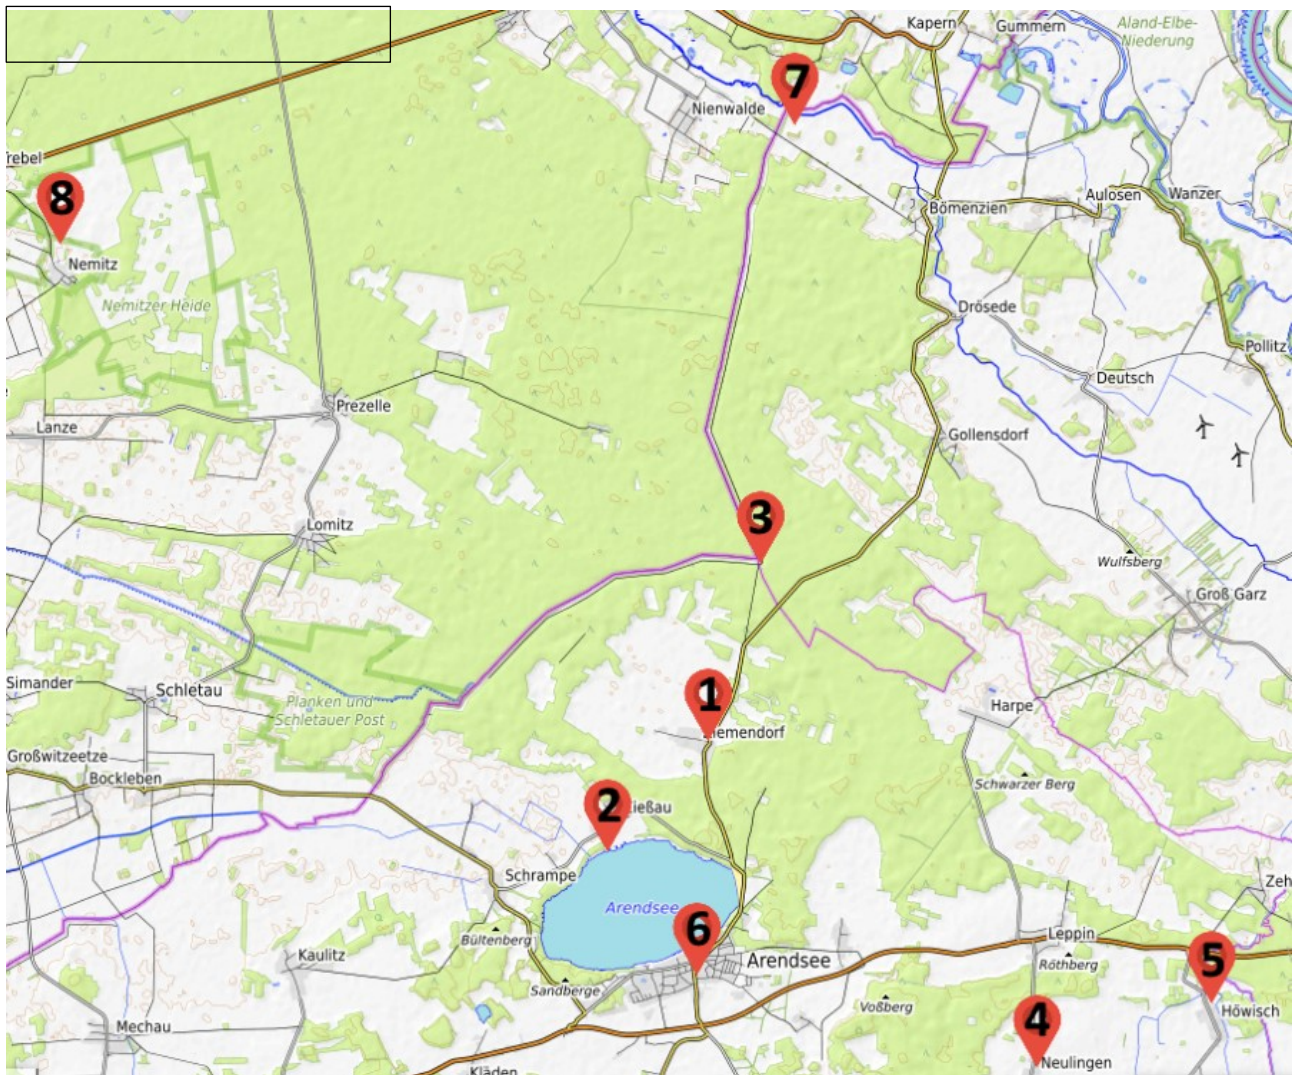 Kapern
Gummern
Aland-Elbe-
Niederung
7
Nienwalde
8
Nemitz
Nemitzer Heide
Bömenzien
Aulosen
Wanzer
Drösede
Pollitz
Deutsch
Prezelle
Lanze
Gollensdorf
3
Lomitz
Wulfsberg
Groß Garz
Simander
Schletau
Planken und
Schletauer Post
1
Harpe
Großwitzeetze
Bockleben
Schwarzer Berg
2
Schrampe
Arendsee
6
Bültenberg
Kaulitz
Sandberge
Arendsee
Leppin
Röthberg
5
Höwisch
Voßberg
4
Neulingen
Mechau
Kläden